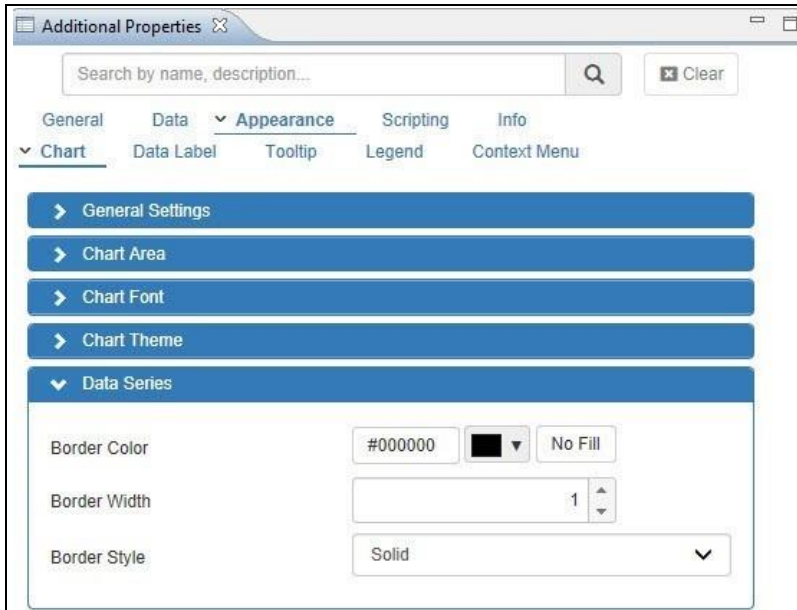 Additional Properties
Search by name, description... Clear
General Data Appearance Scripting Info
Chart Data Label Tooltip Legend Context Menu
General Settings
Chart Area
Chart Font
Chart Theme
Data Series
Border Color #000000 No Fill
Border Width 1
Border Style Solid